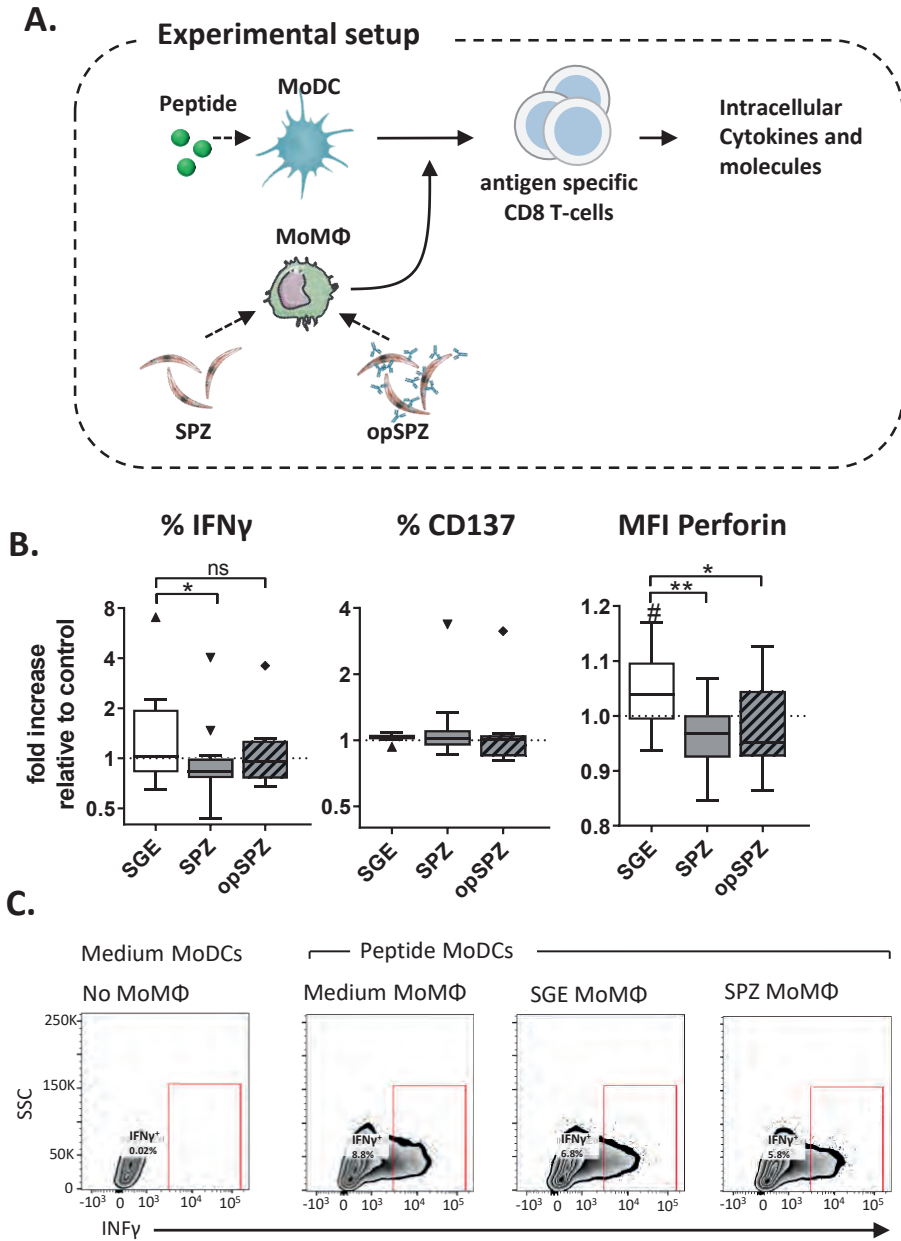 A.
Experimental setup
Peptide
MoDC
antigen specific
CD8 T-cells
Intracellular
Cytokines and
molecules
MoMΦ
SPZ
opSPZ
B.
% IFNγ
% CD137
MFI Perforin
fold increase
relative to control
ns
*
8
4
2
1
0.5
SGE
SPZ
opSPZ
4
2
1
0.5
SGE
SPZ
opSPZ
*
**
#
1.2
1.1
1.0
0.9
0.8
SGE
SPZ
opSPZ
C.
Medium MoDCs
Peptide MoDCs
No MoMΦ
Medium MoMΦ
SGE MoMΦ
SPZ MoMΦ
SSC
250K
150K
50K
0
IFNγ+
0.02%
IFNγ+
8.8%
IFNγ+
6.8%
IFNγ+
5.8%
-10³ 10³ 10⁴ 10⁵
-10³ 10³ 10⁴ 10⁵
-10³ 10³ 10⁴ 10⁵
-10³ 10³ 10⁴ 10⁵
INFγ